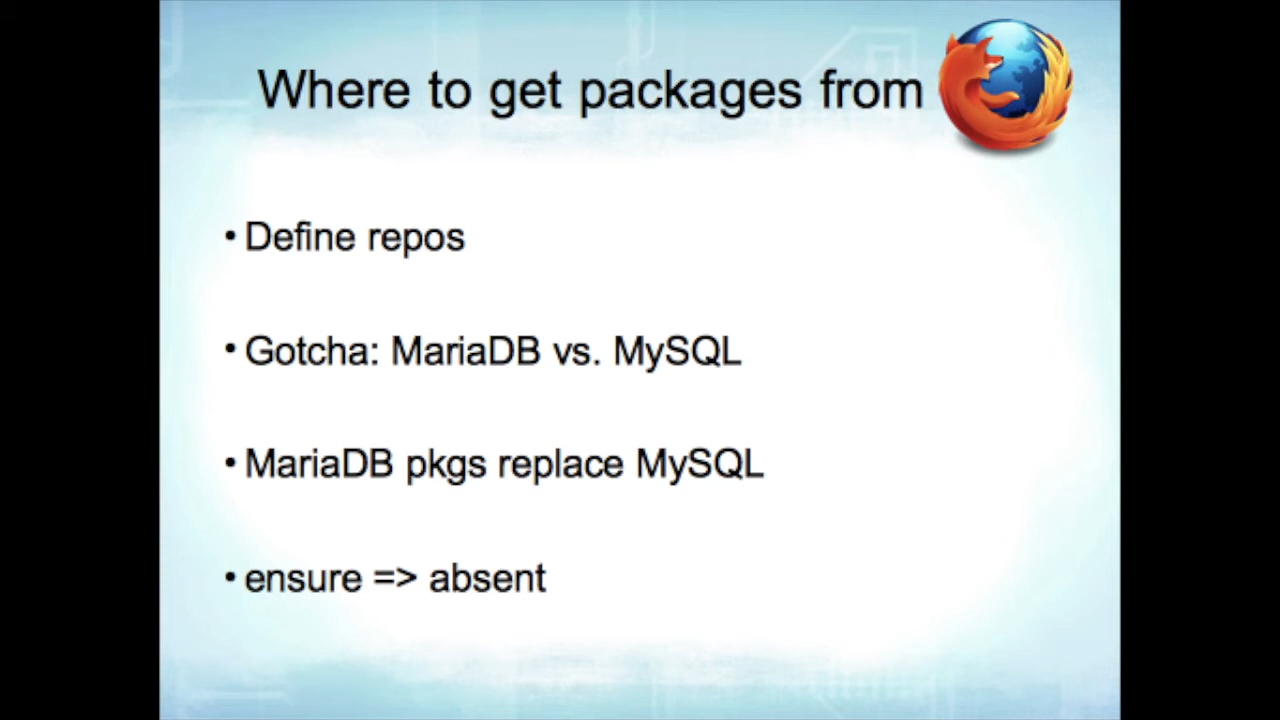 Where to get packages from
• Define repos
• Gotcha: MariaDB vs. MySQL
• MariaDB pkgs replace MySQL
• ensure => absent